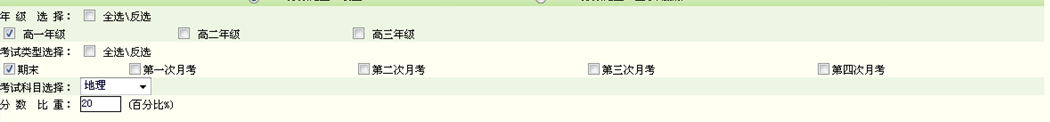 年 级 选 择： 全选\反选
高一年级 高二年级 高三年级
考试类型选择： 全选\反选
期末 第一次月考 第二次月考 第三次月考 第四次月考
考试科目选择： 地理
分 数 比 重： 20 (百分比%)